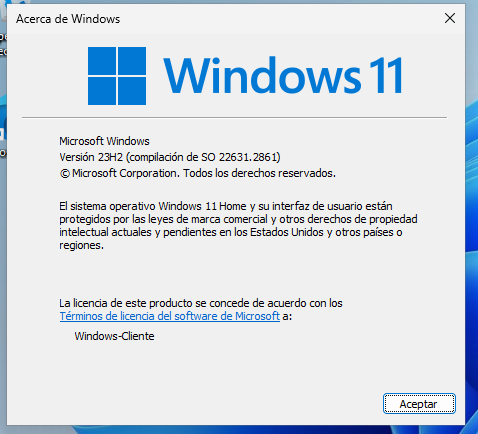 Acerca de Windows
Windows 11
Microsoft Windows
Versión 23H2 (compilación de SO 22631.2861)
© Microsoft Corporation. Todos los derechos reservados.
El sistema operativo Windows 11 Home y su interfaz de usuario están
protegidos por las leyes de marca comercial y otros derechos de propiedad
intelectual actuales y pendientes en los Estados Unidos y otros países o
regiones.
La licencia de este producto se concede de acuerdo con los
Términos de licencia del software de Microsoft a:
Windows-Cliente
Aceptar